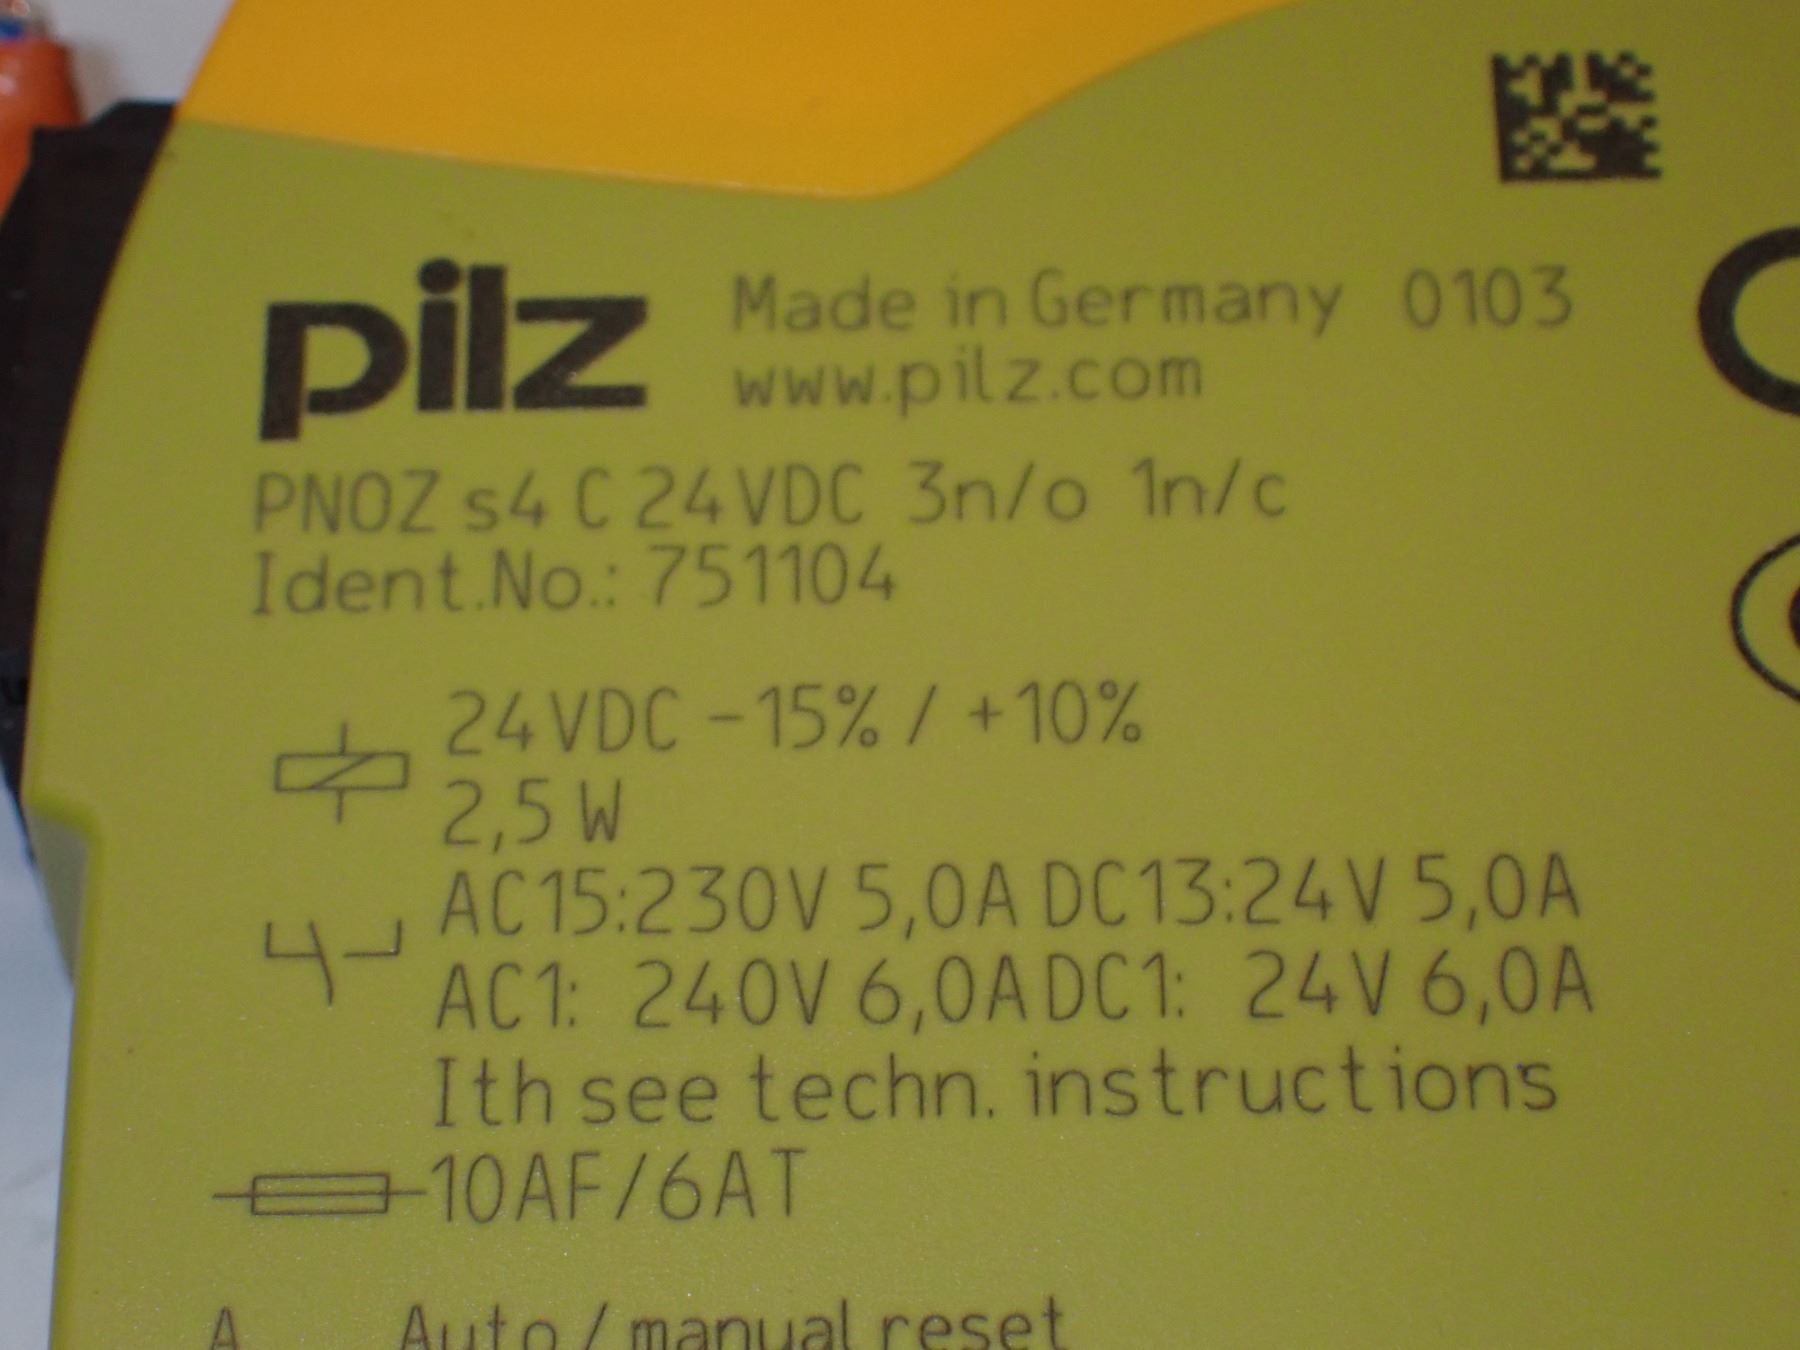 pilz
Made in Germany 0103
www.pilz.com
PNOZ s4 C 24VDC 3n/o 1n/c
Ident.No.: 751104
24VDC -15% / +10%
2,5 W
AC15:230V 5,0A DC13:24V 5,0A
AC1: 240V 6,0A DC1: 24V 6,0A
Ith see techn. instructions
10AF/6AT
A Auto / manual reset